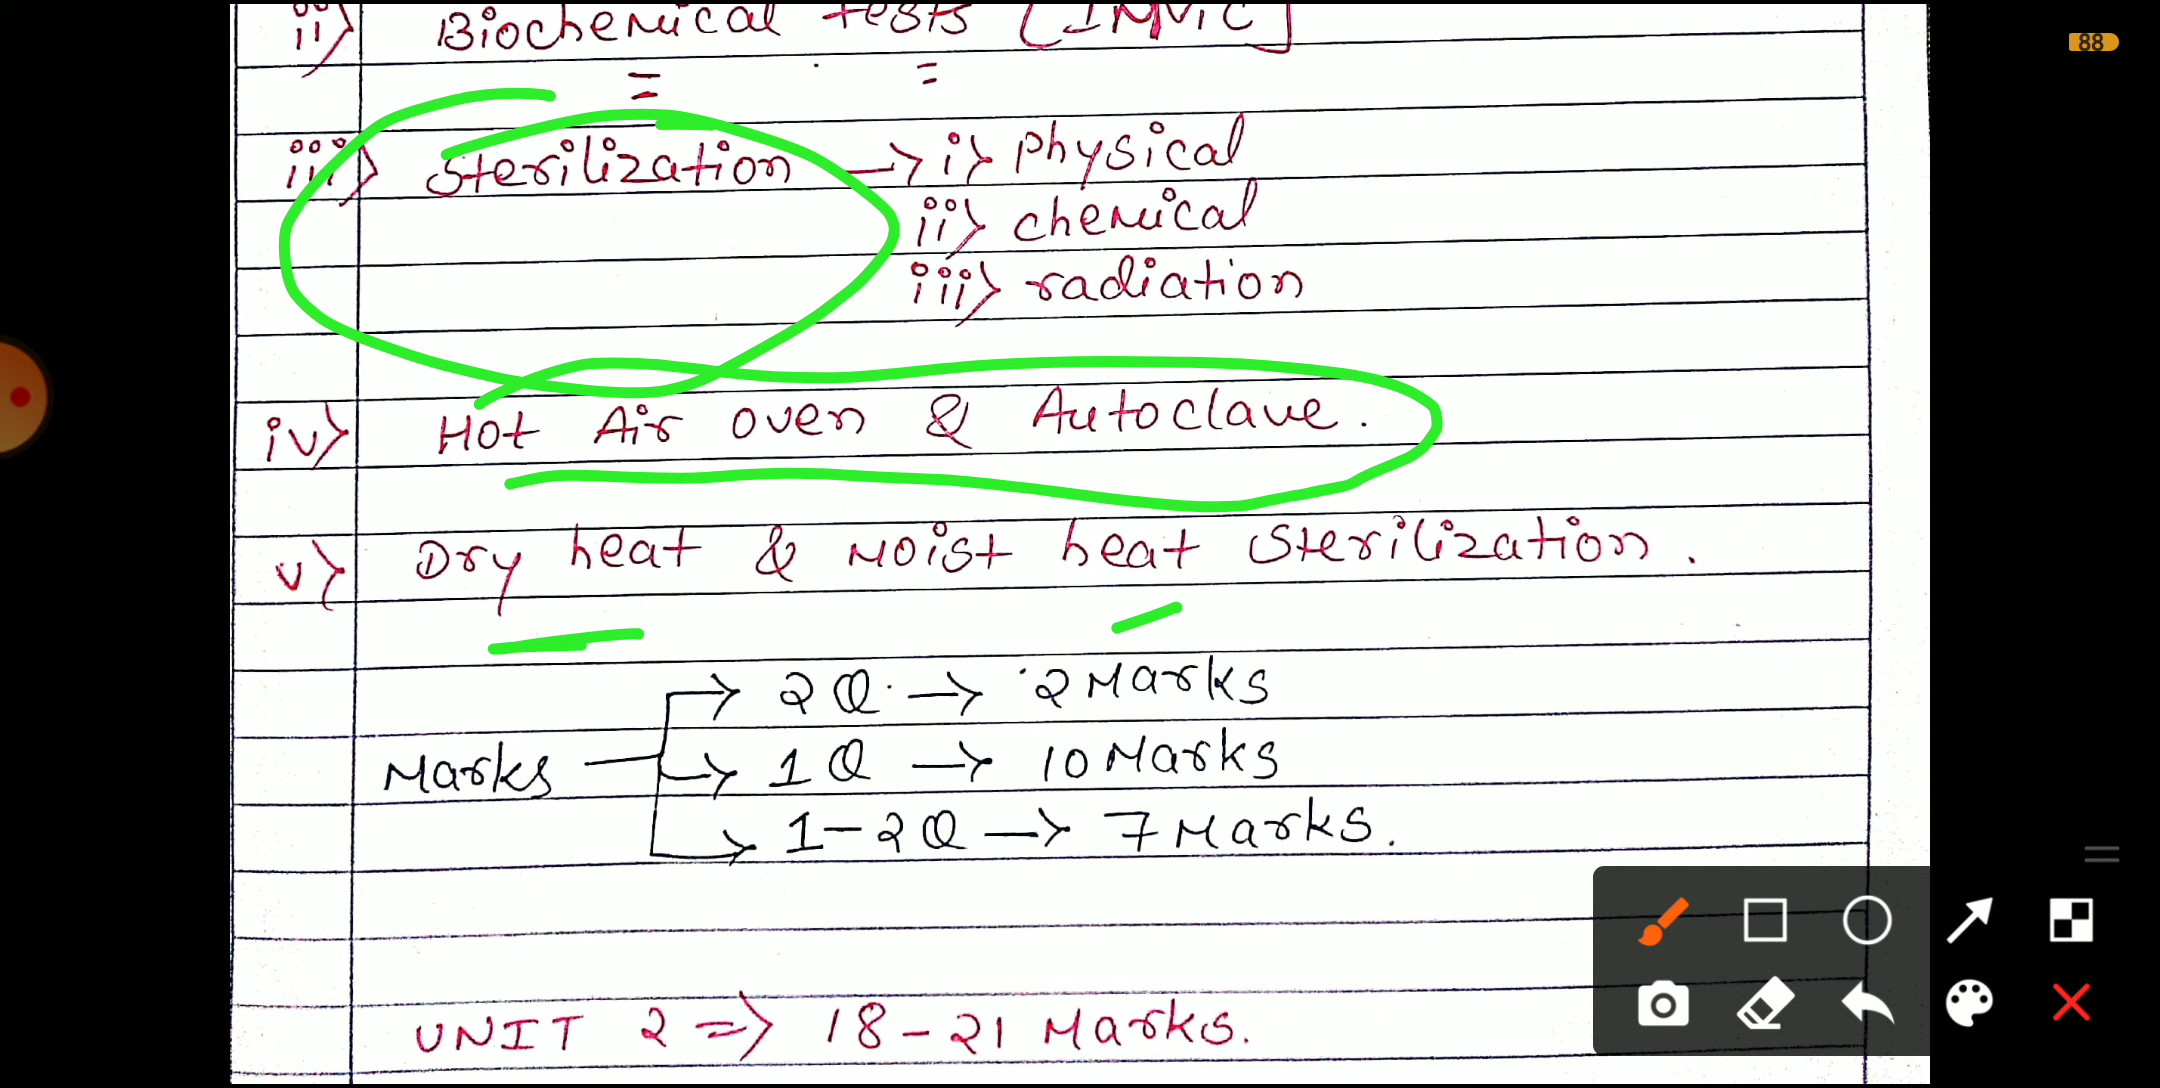 ii) Biochemical tests [IMViC]
iii) Sterilization → i) physical
ii) chemical
iii) radiation
iv) Hot Air oven & Autoclave.
v) Dry heat & Moist heat Sterilization.
2Q. → 2 Marks
Marks → 1Q → 10 Marks
1-2Q → 7 Marks.
UNIT 2 => 18-21 Marks.
88